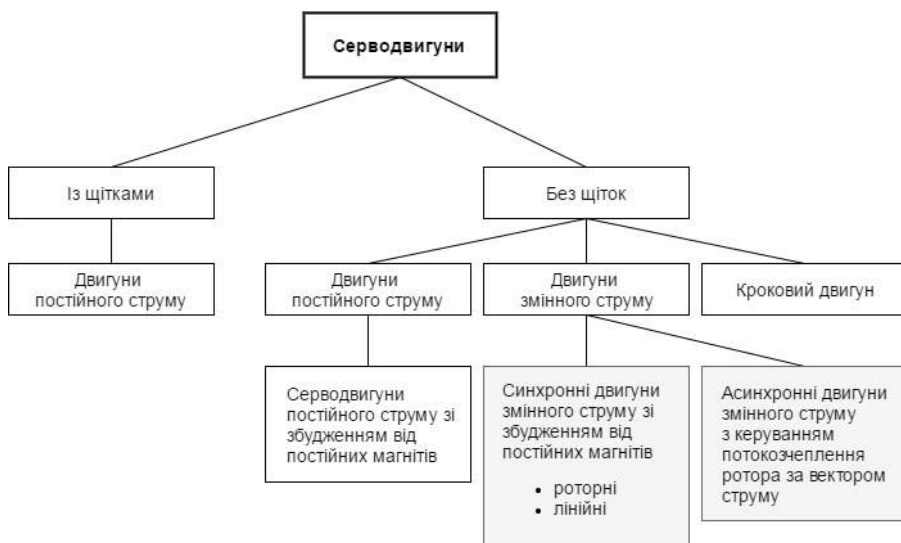 Серводвигуни
Із щітками
Без щіток
Двигуни
постійного струму
Двигуни
постійного струму
Двигуни
змінного струму
Кроковий двигун
Серводвигуни
постійного струму зі
збудженням від
постійних магнітів
Синхронні двигуни
змінного струму зі
збудженням від
постійних магнітів
• роторні
• лінійні
Асинхронні двигуни
змінного струму
з керуванням
потокозчеплення
ротора за вектором
струму